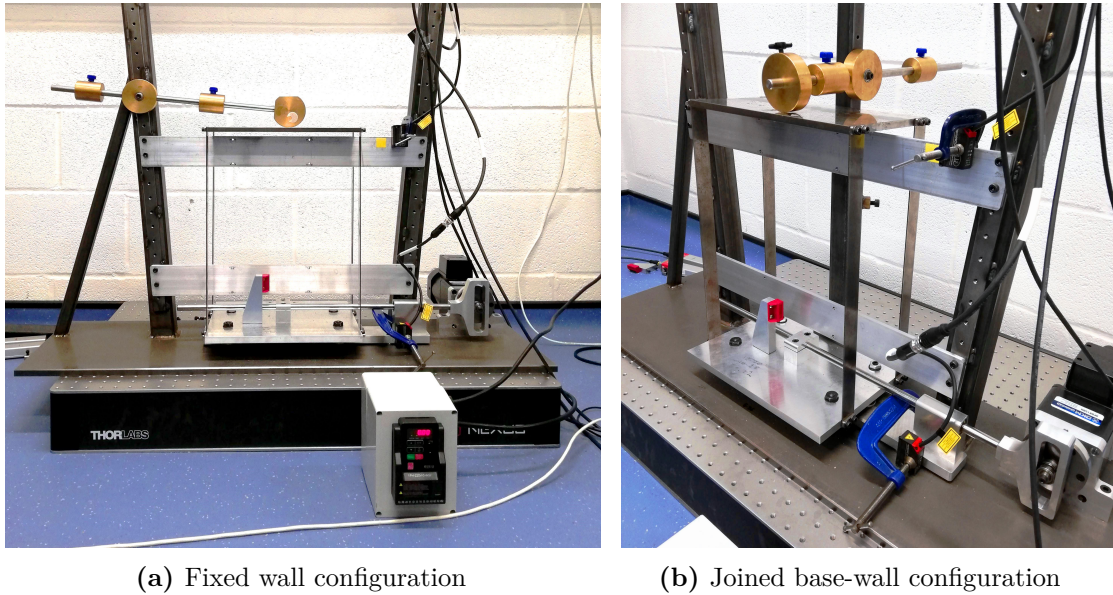 THORLABS
NEXUS
(a) Fixed wall configuration
(b) Joined base-wall configuration